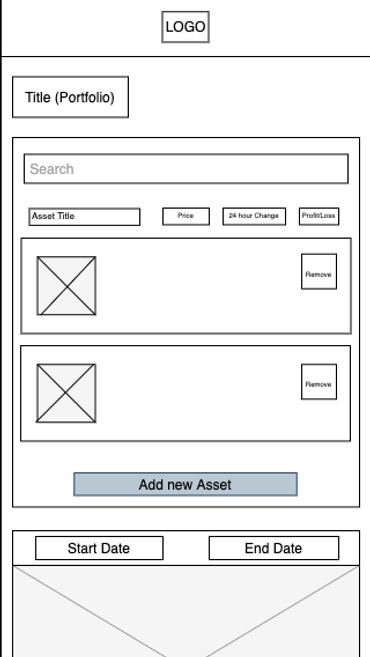 LOGO
Title (Portfolio)
Search
Asset Title Price 24 hour Change Profit/Loss
Remove
Remove
Add new Asset
Start Date End Date